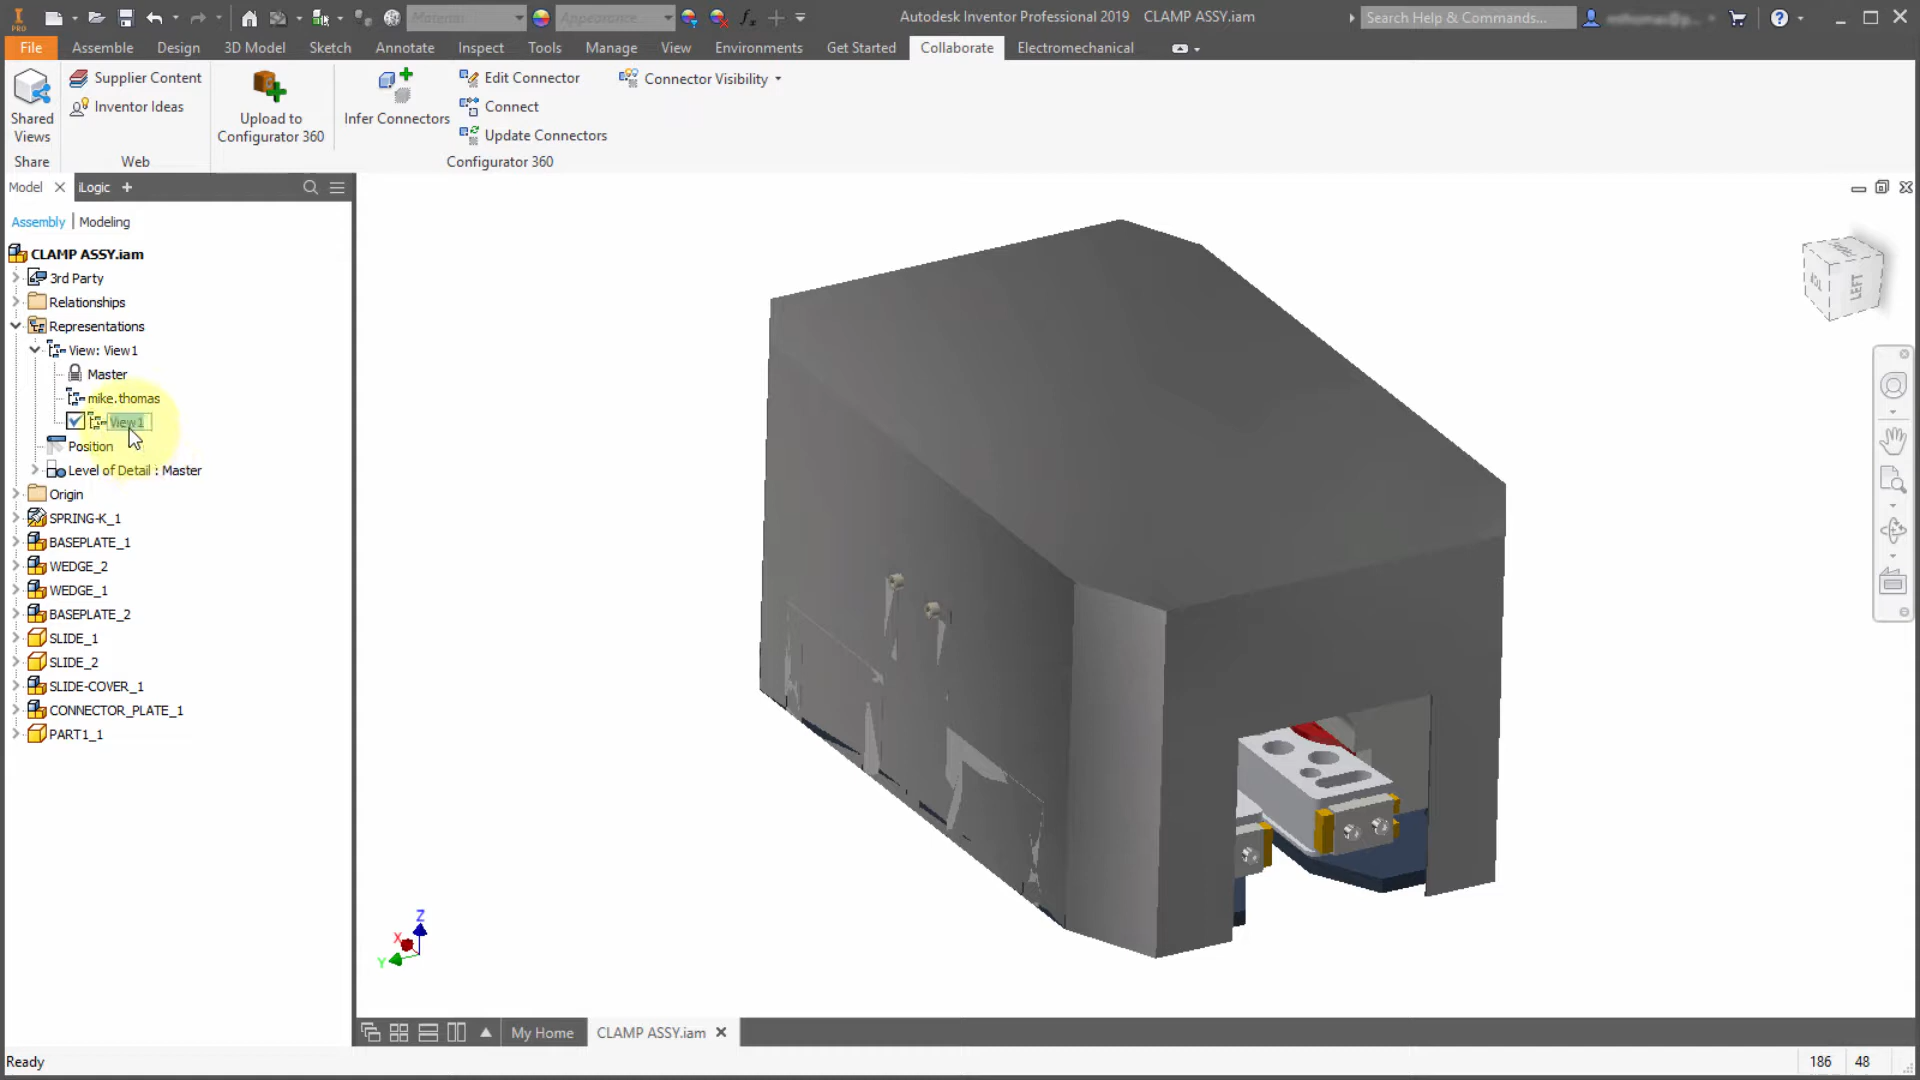 PRO
Material
Appearance
Autodesk Inventor Professional 2019 CLAMP ASSY.iam
Search Help & Commands...
File Assemble Design 3D Model Sketch Annotate Inspect Tools Manage View Environments Get Started Collaborate Electromechanical
Shared Views
Supplier Content
Inventor Ideas
Upload to Configurator 360
Infer Connectors
Edit Connector
Connect
Update Connectors
Connector Visibility
Share Web Configurator 360
Model iLogic
Assembly Modeling
CLAMP ASSY.iam
3rd Party
Relationships
Representations
View: View1
Master
mike.thomas
View1
Position
Level of Detail : Master
Origin
SPRING-K_1
BASEPLATE_1
WEDGE_2
WEDGE_1
BASEPLATE_2
SLIDE_1
SLIDE_2
SLIDE-COVER_1
CONNECTOR_PLATE_1
PART1_1
LEFT
Z
X
Y
My Home CLAMP ASSY.iam
Ready 186 48